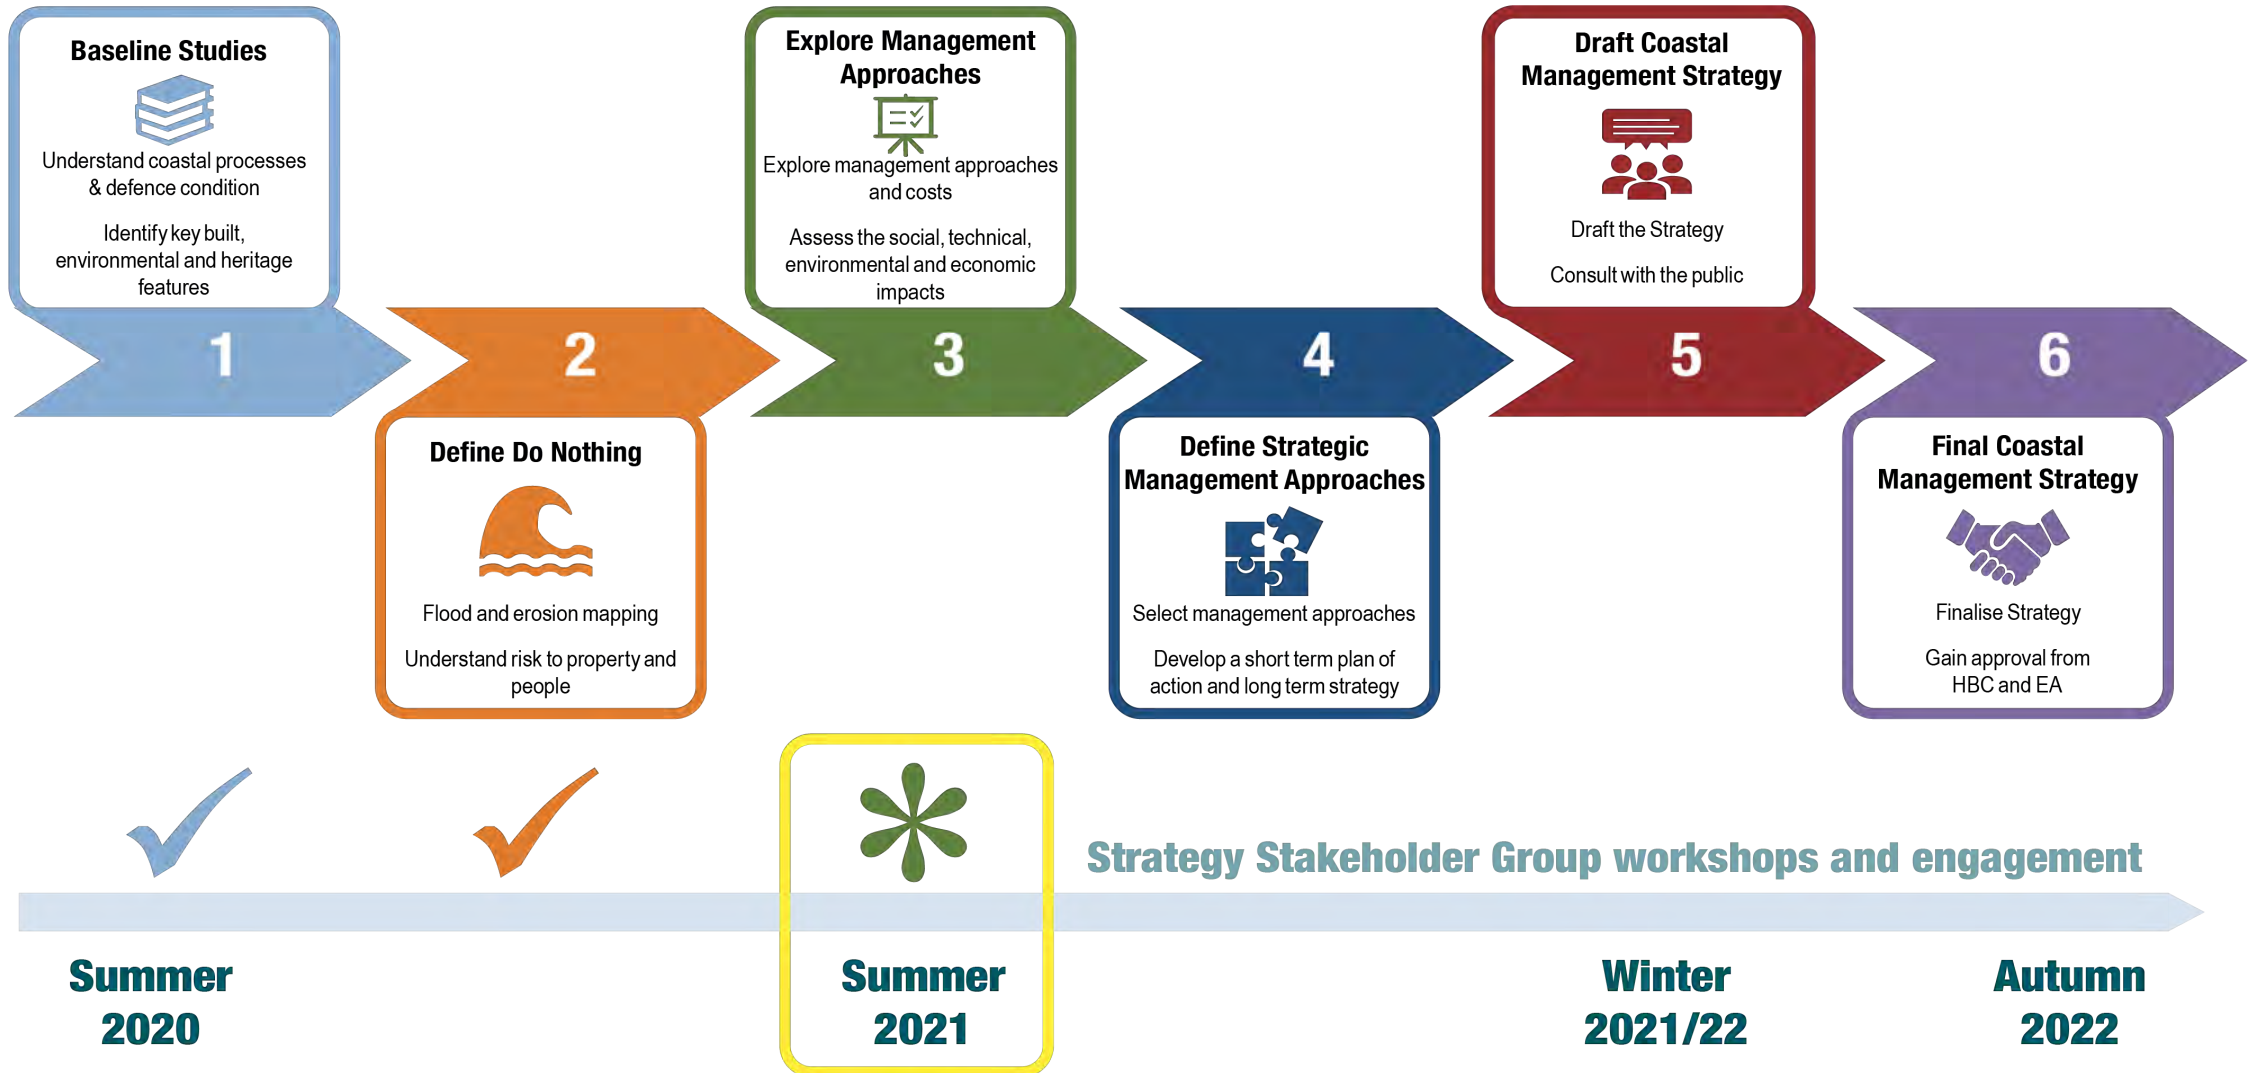 Baseline Studies
Understand coastal processes
& defence condition
Identify key built,
environmental and heritage
features
1
2
Define Do Nothing
Flood and erosion mapping
Understand risk to property and
people
Explore Management
Approaches
Explore management approaches
and costs
Assess the social, technical,
environmental and economic
impacts
3
4
Define Strategic
Management Approaches
Select management approaches
Develop a short term plan of
action and long term strategy
Draft Coastal
Management Strategy
Draft the Strategy
Consult with the public
5
6
Final Coastal
Management Strategy
Finalise Strategy
Gain approval from
HBC and EA
Strategy Stakeholder Group workshops and engagement
Summer
2020
Summer
2021
Winter
2021/22
Autumn
2022